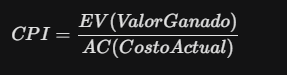 CPI = EV(ValorGanado) / AC(CostoActual)